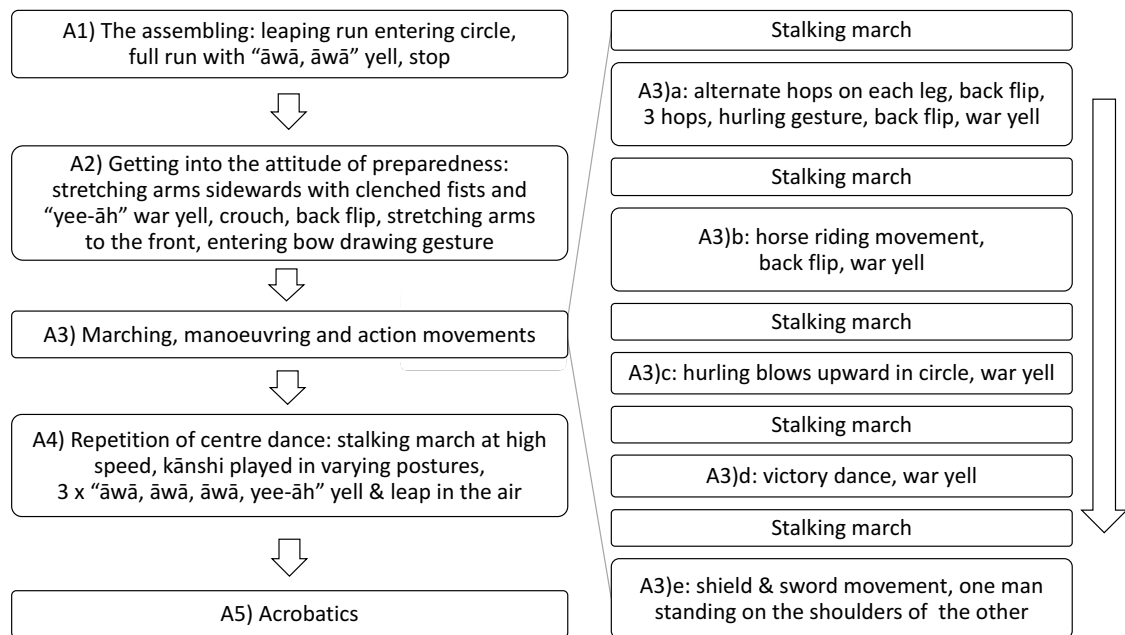 A1) The assembling: leaping run entering circle,
full run with “āwā, āwā” yell, stop
A2) Getting into the attitude of preparedness:
stretching arms sidewards with clenched fists and
“yee-āh” war yell, crouch, back flip, stretching arms
to the front, entering bow drawing gesture
A3) Marching, manoeuvring and action movements
A4) Repetition of centre dance: stalking march at high
speed, kānshi played in varying postures,
3 x “āwā, āwā, āwā, yee-āh” yell & leap in the air
A5) Acrobatics
Stalking march
A3)a: alternate hops on each leg, back flip,
3 hops, hurling gesture, back flip, war yell
Stalking march
A3)b: horse riding movement,
back flip, war yell
Stalking march
A3)c: hurling blows upward in circle, war yell
Stalking march
A3)d: victory dance, war yell
Stalking march
A3)e: shield & sword movement, one man
standing on the shoulders of the other